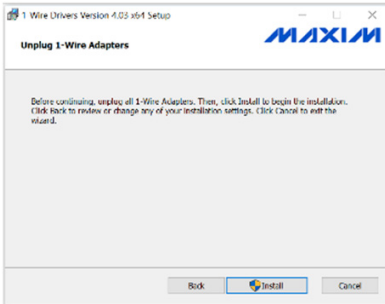 1 Wire Drivers Version 4.03 x64 Setup
Unplug 1-Wire Adapters
MAXIM
Before continuing, unplug all 1-Wire Adapters. Then, click Install to begin the installation.
Click Back to review or change any of your installation settings. Click Cancel to exit the
wizard.
Back Install Cancel